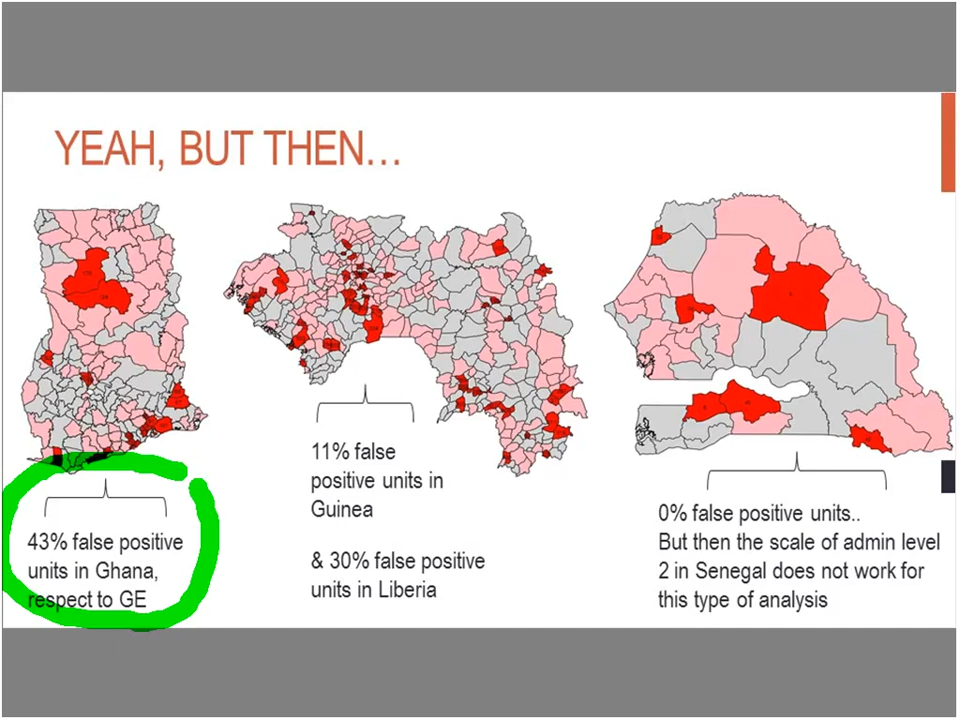 YEAH, BUT THEN…
43% false positive
units in Ghana,
respect to GE
11% false
positive units in
Guinea
& 30% false positive
units in Liberia
0% false positive units..
But then the scale of admin level
2 in Senegal does not work for
this type of analysis